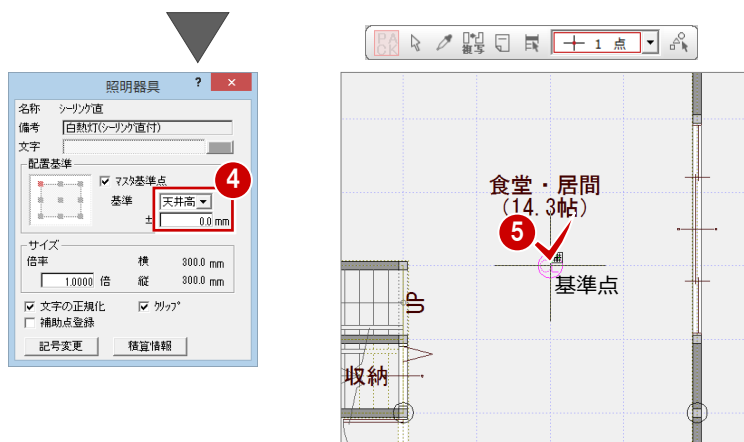 照明器具 ? ×
名称 シーリング直
備考 白熱灯(シーリング直付)
文字
配置基準
マスタ基準点
基準 天井高
± 0.0 mm
4
サイズ
倍率 横 300.0 mm
1.0000 倍 縦 300.0 mm
文字の正規化 クリップ
補助点登録
記号変更 積算情報
PACK 複写 1 点
食堂・居間
(14.3帖)
5
基準点
UP
収納